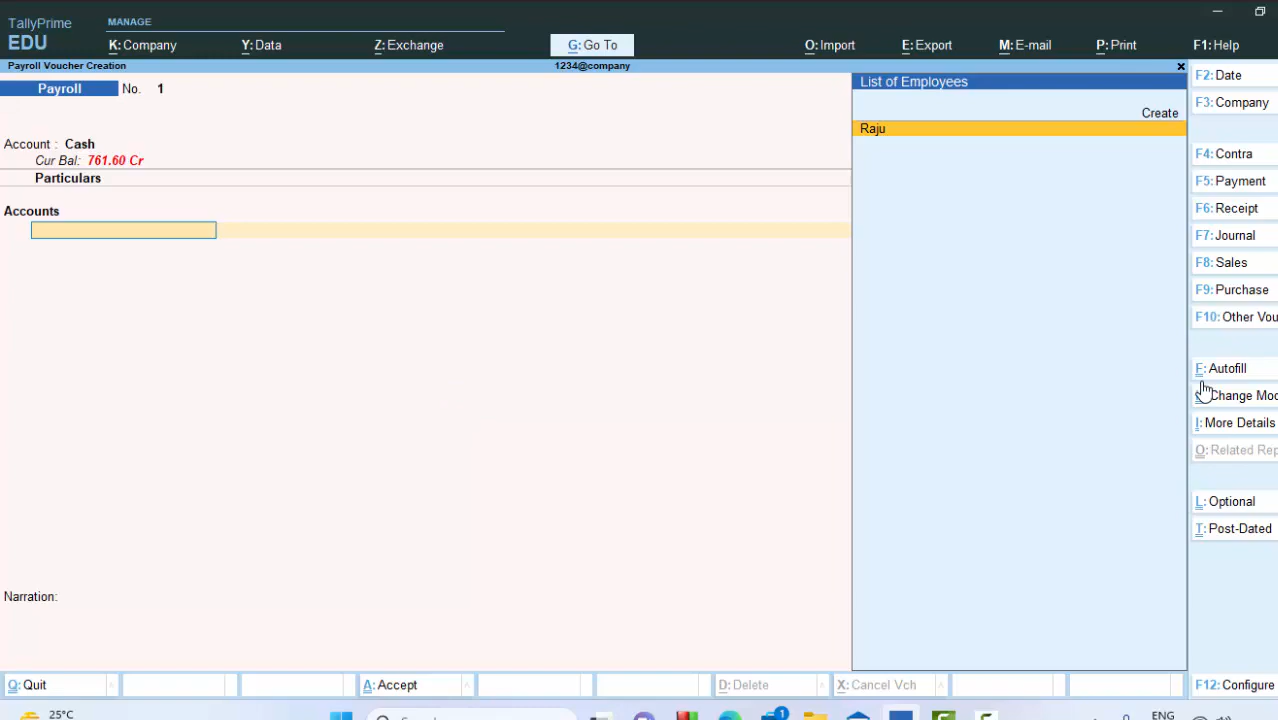 TallyPrime
EDU
MANAGE
K: Company
Y: Data
Z: Exchange
G: Go To
O: Import
E: Export
M: E-mail
P: Print
F1: Help
Payroll Voucher Creation
1234@company
Payroll No. 1
Account : Cash
Cur Bal: 761.60 Cr
Particulars
Accounts
Narration:
List of Employees
Create
Raju
F2: Date
F3: Company
F4: Contra
F5: Payment
F6: Receipt
F7: Journal
F8: Sales
F9: Purchase
F10: Other Vou
F: Autofill
Change Mod
I: More Details
O: Related Rep
L: Optional
T: Post-Dated
Q: Quit
A: Accept
D: Delete
X: Cancel Vch
F12: Configure
25°C
1
ENG